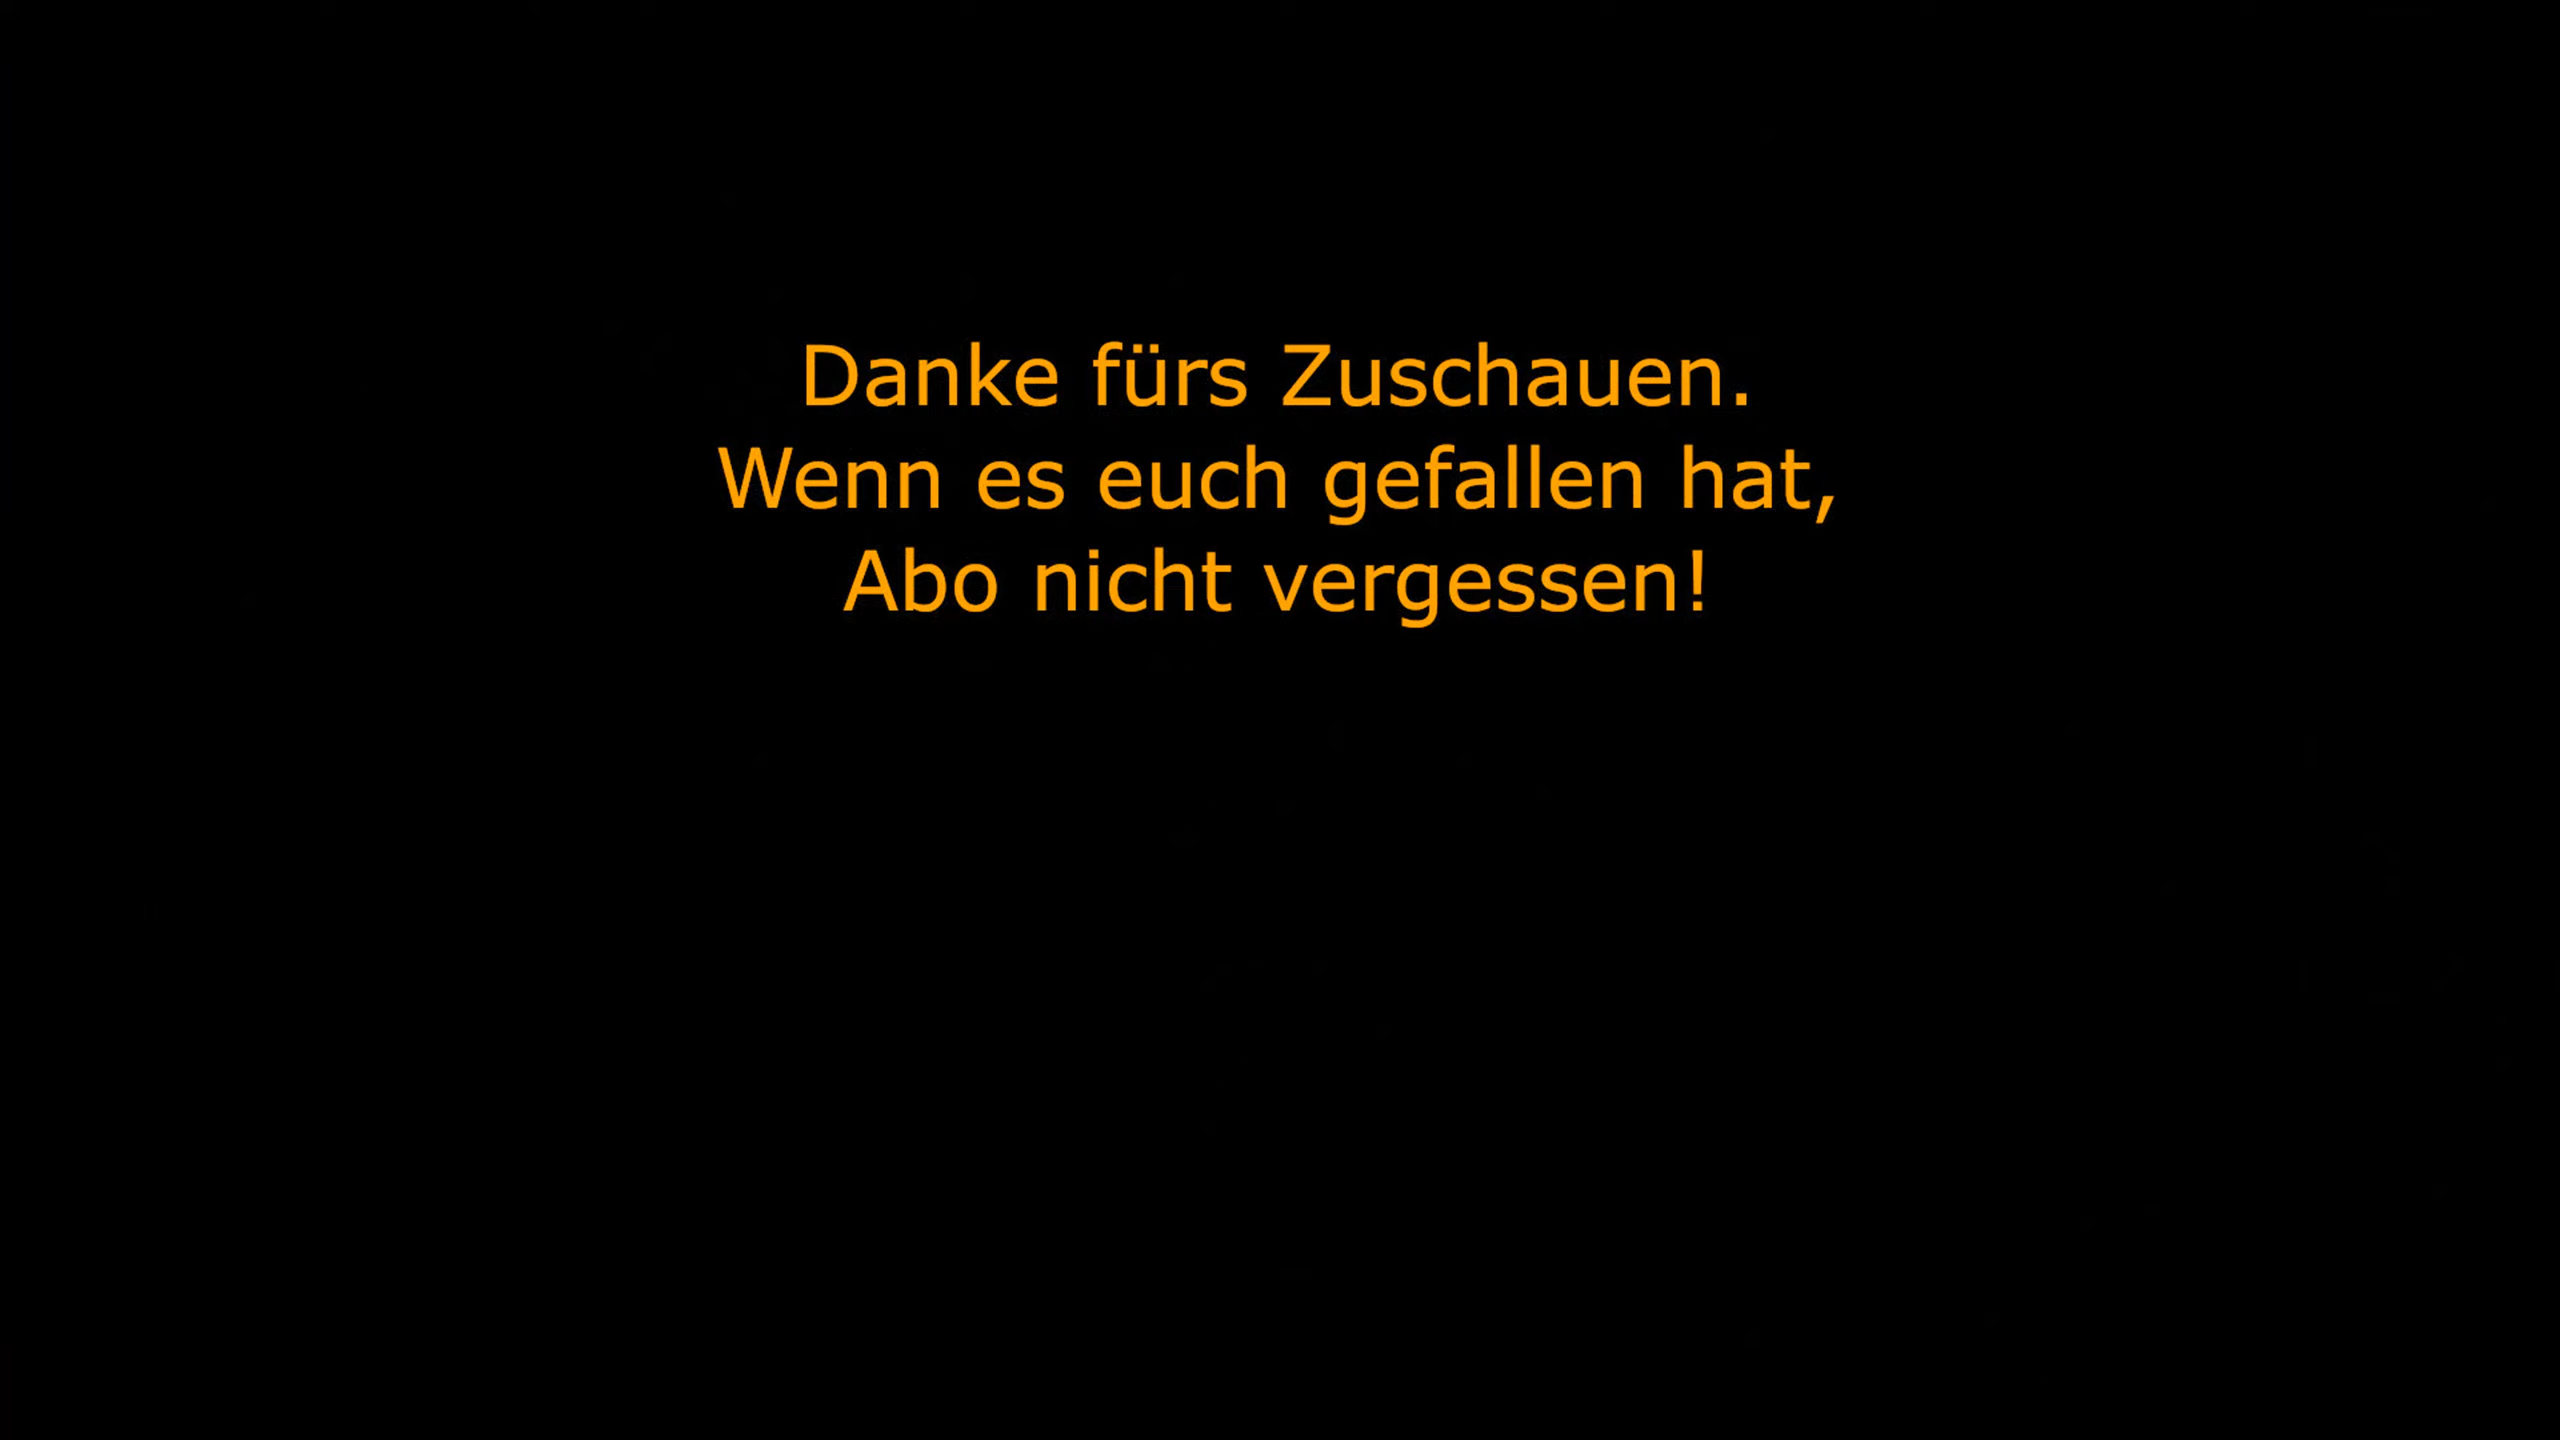 Danke fürs Zuschauen.
Wenn es euch gefallen hat,
Abo nicht vergessen!